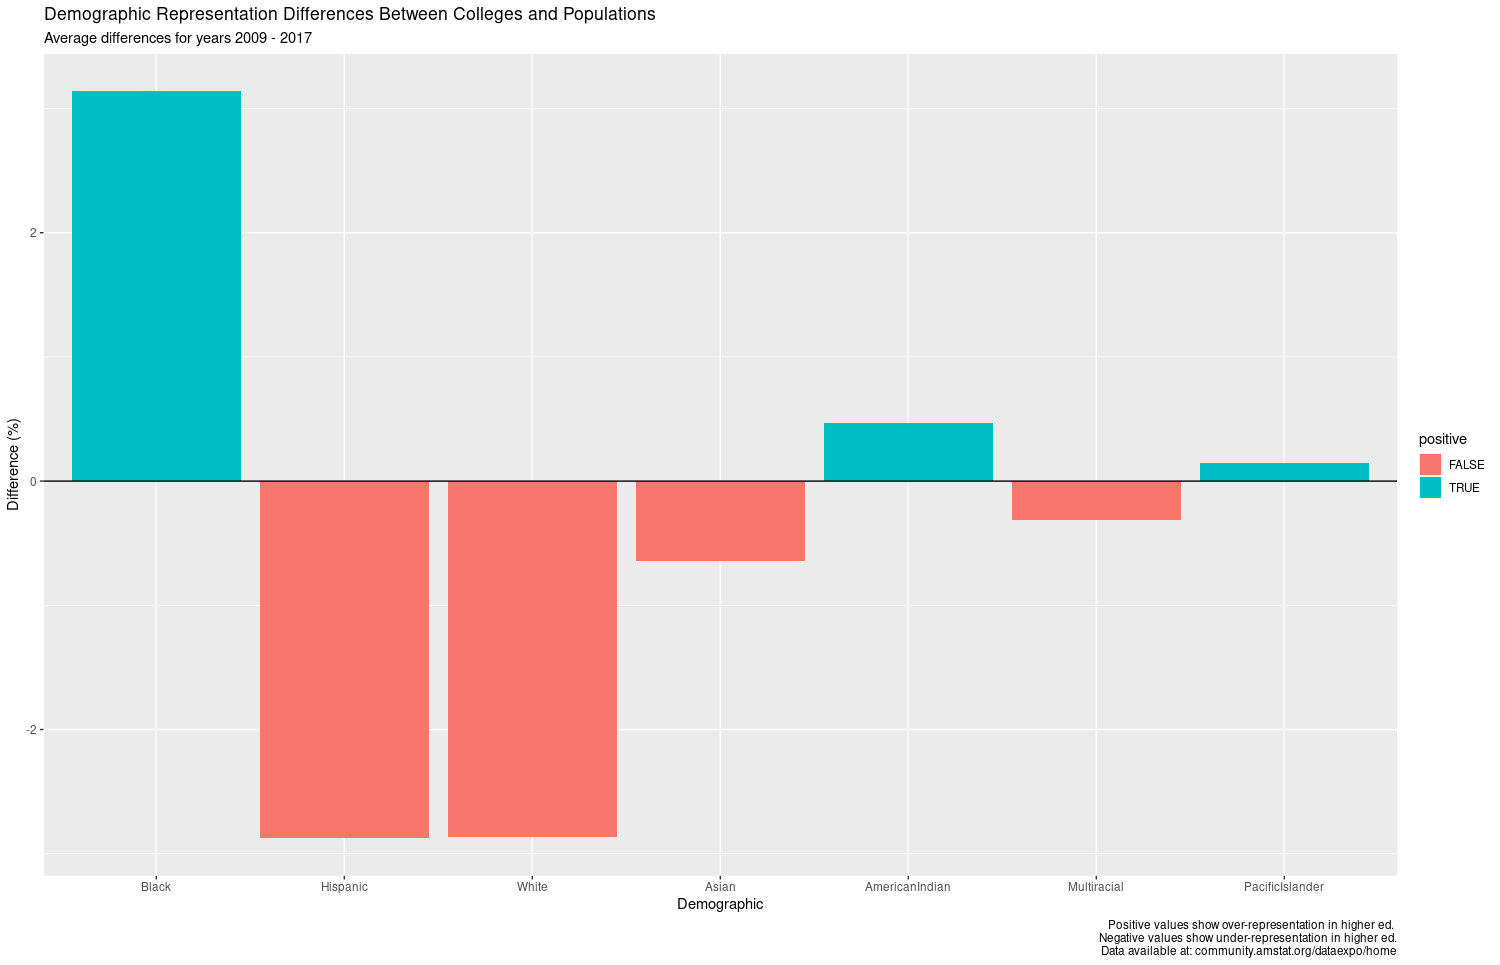 Demographic Representation Differences Between Colleges and Populations
Average differences for years 2009 - 2017
Difference (%)
2
0
-2
Black Hispanic White Asian AmericanIndian Multiracial PacificIslander
Demographic
positive
FALSE
TRUE
Positive values show over-representation in higher ed.
Negative values show under-representation in higher ed.
Data available at: community.amstat.org/dataexpo/home